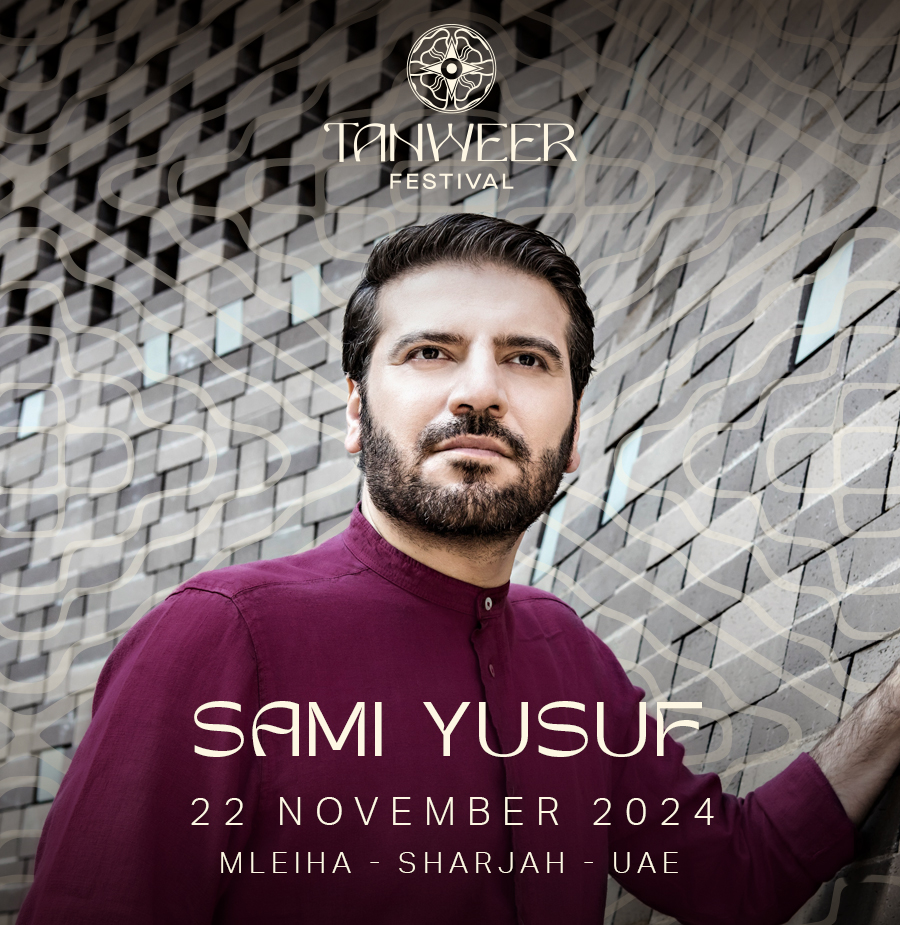 TANWEER
FESTIVAL
SAMI YUSUF
22 NOVEMBER 2024
MLEIHA - SHARJAH - UAE